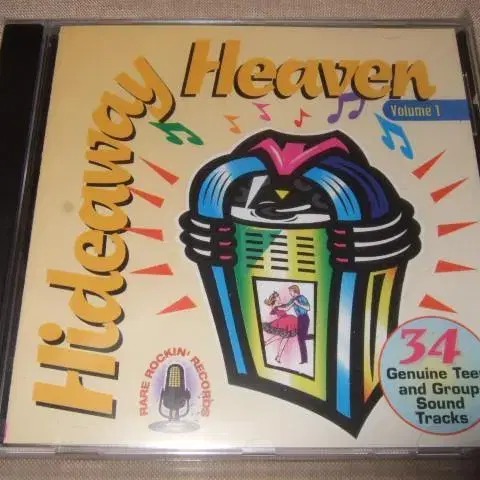 Hideaway
Heaven
Volume 1
RARE ROCKIN' RECORDS
34
Genuine Teen
and Group
Sound
Tracks